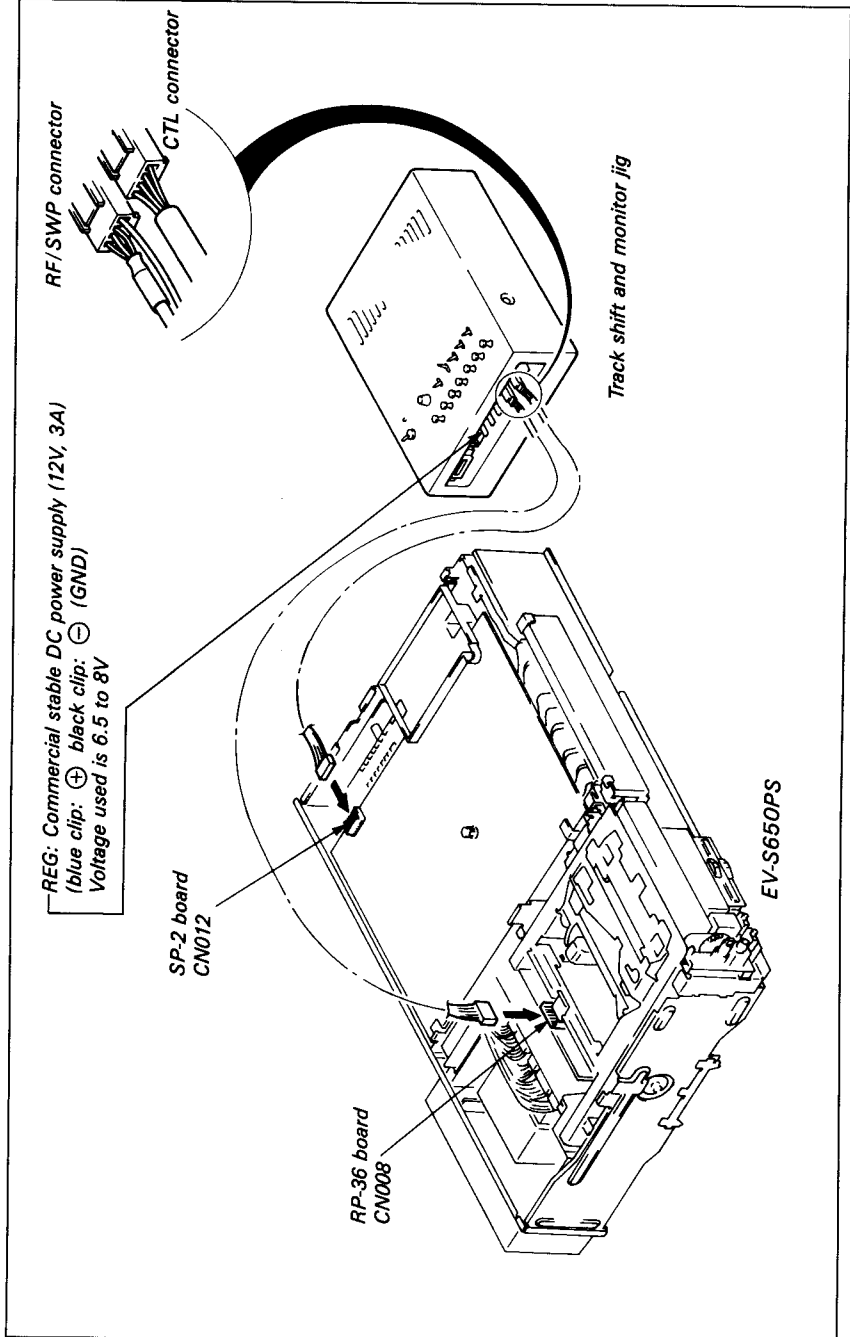 REG: Commercial stable DC power supply (12V, 3A)
(blue clip: ⊕ black clip: ⊖ (GND)
Voltage used is 6.5 to 8V
RF/SWP connector
CTL connector
SP-2 board
CN012
RP-36 board
CN008
Track shift and monitor jig
EV-S650PS